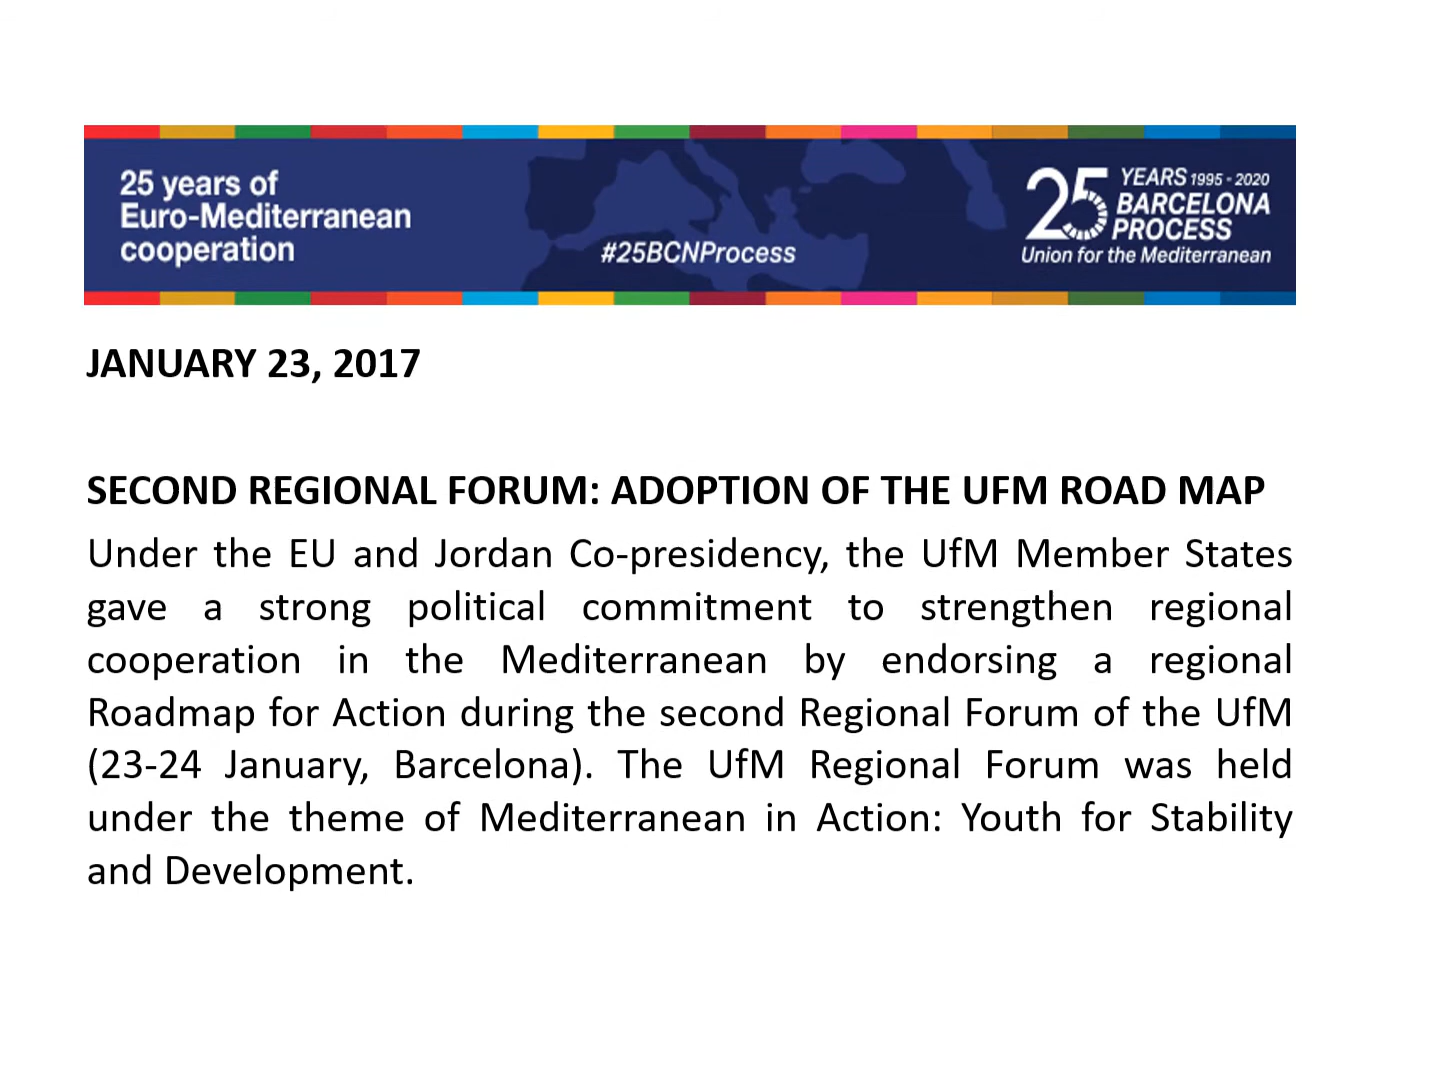 25 years of
Euro-Mediterranean
cooperation
#25BCNProcess
25 YEARS 1995 - 2020
BARCELONA
PROCESS
Union for the Mediterranean
JANUARY 23, 2017
SECOND REGIONAL FORUM: ADOPTION OF THE UFM ROAD MAP
Under the EU and Jordan Co-presidency, the UfM Member States
gave a strong political commitment to strengthen regional
cooperation in the Mediterranean by endorsing a regional
Roadmap for Action during the second Regional Forum of the UfM
(23-24 January, Barcelona). The UfM Regional Forum was held
under the theme of Mediterranean in Action: Youth for Stability
and Development.